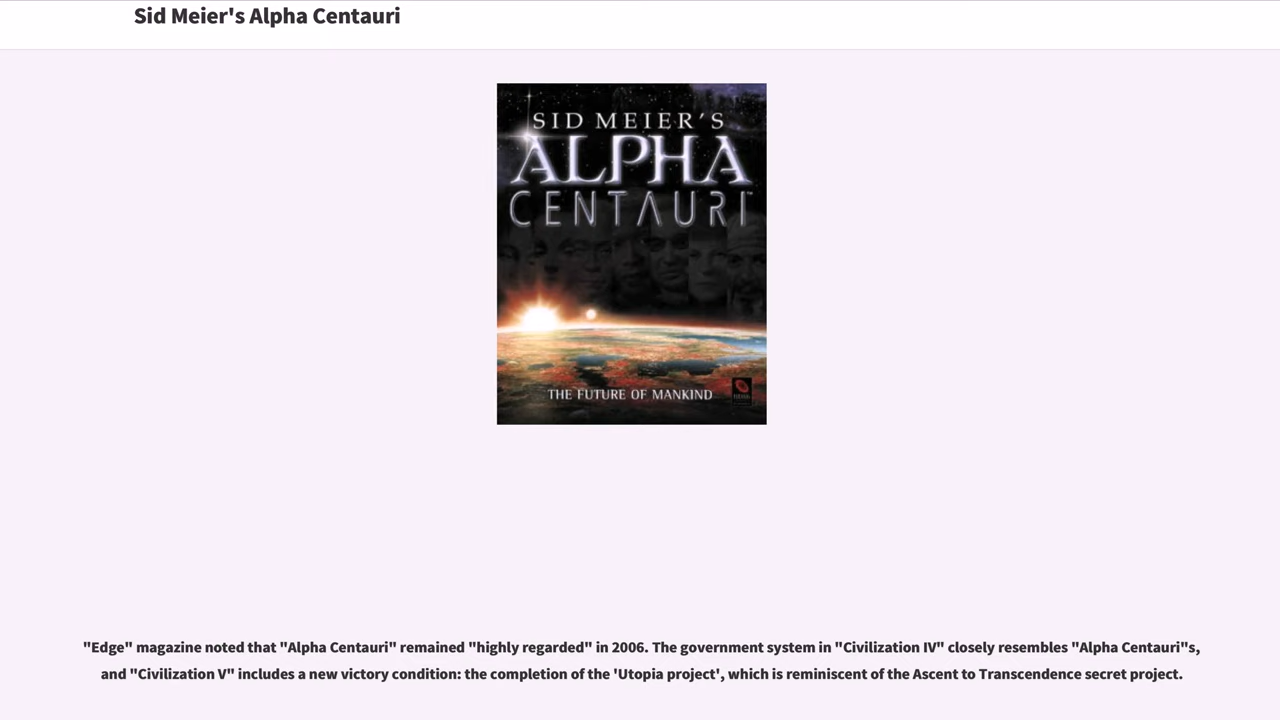 Sid Meier's Alpha Centauri
SID MEIER'S
ALPHA
CENTAURI
THE FUTURE OF MANKIND
"Edge" magazine noted that "Alpha Centauri" remained "highly regarded" in 2006. The government system in "Civilization IV" closely resembles "Alpha Centauri"s,
and "Civilization V" includes a new victory condition: the completion of the 'Utopia project', which is reminiscent of the Ascent to Transcendence secret project.